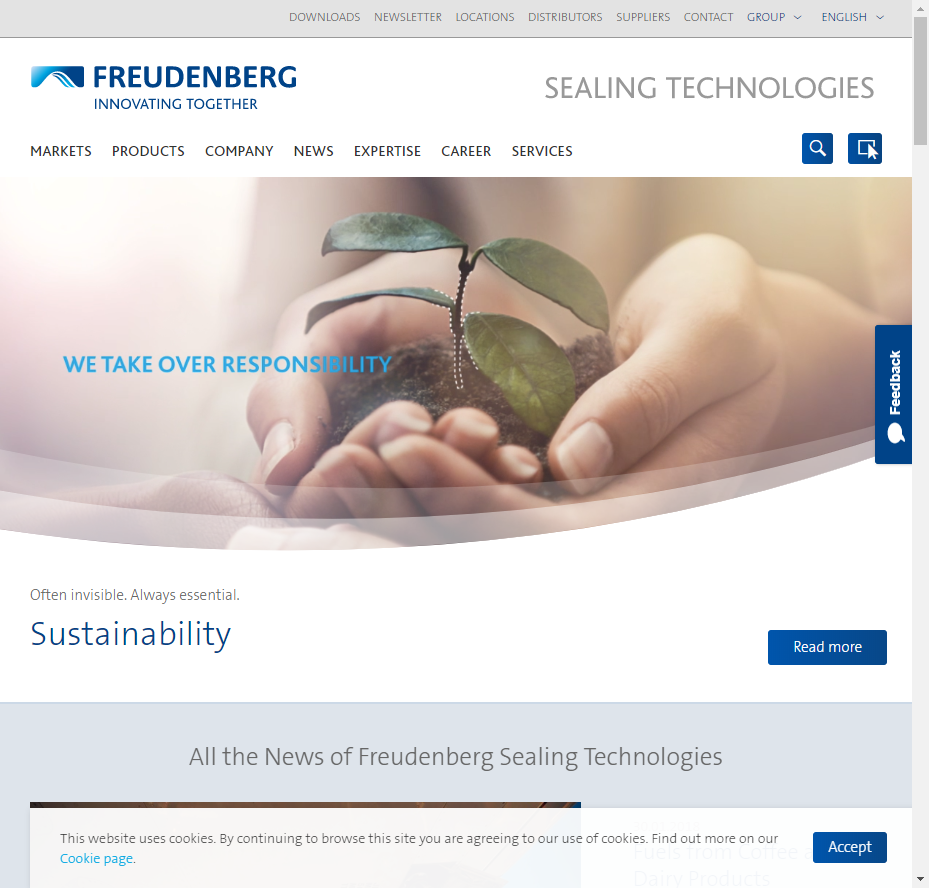 DOWNLOADS NEWSLETTER LOCATIONS DISTRIBUTORS SUPPLIERS CONTACT GROUP ENGLISH
FREUDENBERG
INNOVATING TOGETHER
SEALING TECHNOLOGIES
MARKETS PRODUCTS COMPANY NEWS EXPERTISE CAREER SERVICES
WE TAKE OVER RESPONSIBILITY
Feedback
Often invisible. Always essential.
Sustainability
Read more
All the News of Freudenberg Sealing Technologies
This website uses cookies. By continuing to browse this site you are agreeing to our use of cookies. Find out more on our
Cookie page.
Accept
Fuels from Coffee
Dairy Products